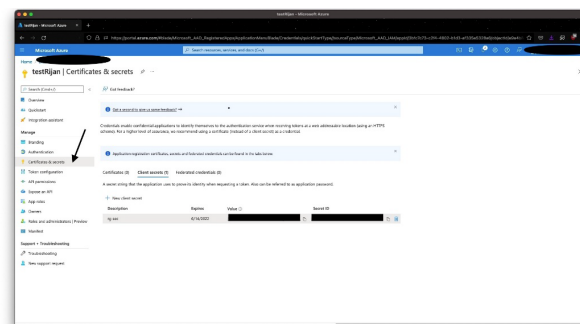 testRijan - Microsoft Azure
testRijan - Microsoft Azure
Microsoft Azure
Search resources, services, and docs (G+/)
Home
testRijan | Certificates & secrets
Search (Cmd+/)
Got feedback?
Overview
Quickstart
Integration assistant
Manage
Branding
Authentication
Certificates & secrets
Token configuration
API permissions
Expose an API
App roles
Owners
Roles and administrators | Preview
Manifest
Support + Troubleshooting
Troubleshooting
New support request
Got a second to give us some feedback?
Credentials enable confidential applications to identify themselves to the authentication service when receiving tokens at a web addressable location (using an HTTPS
scheme). For a higher level of assurance, we recommend using a certificate (instead of a client secret) as a credential.
Application registration certificates, secrets and federated credentials can be found in the tabs below.
Certificates (0) Client secrets (1) Federated credentials (0)
A secret string that the application uses to prove its identity when requesting a token. Also can be referred to as application password.
New client secret
Description Expires Value Secret ID
6/16/2022